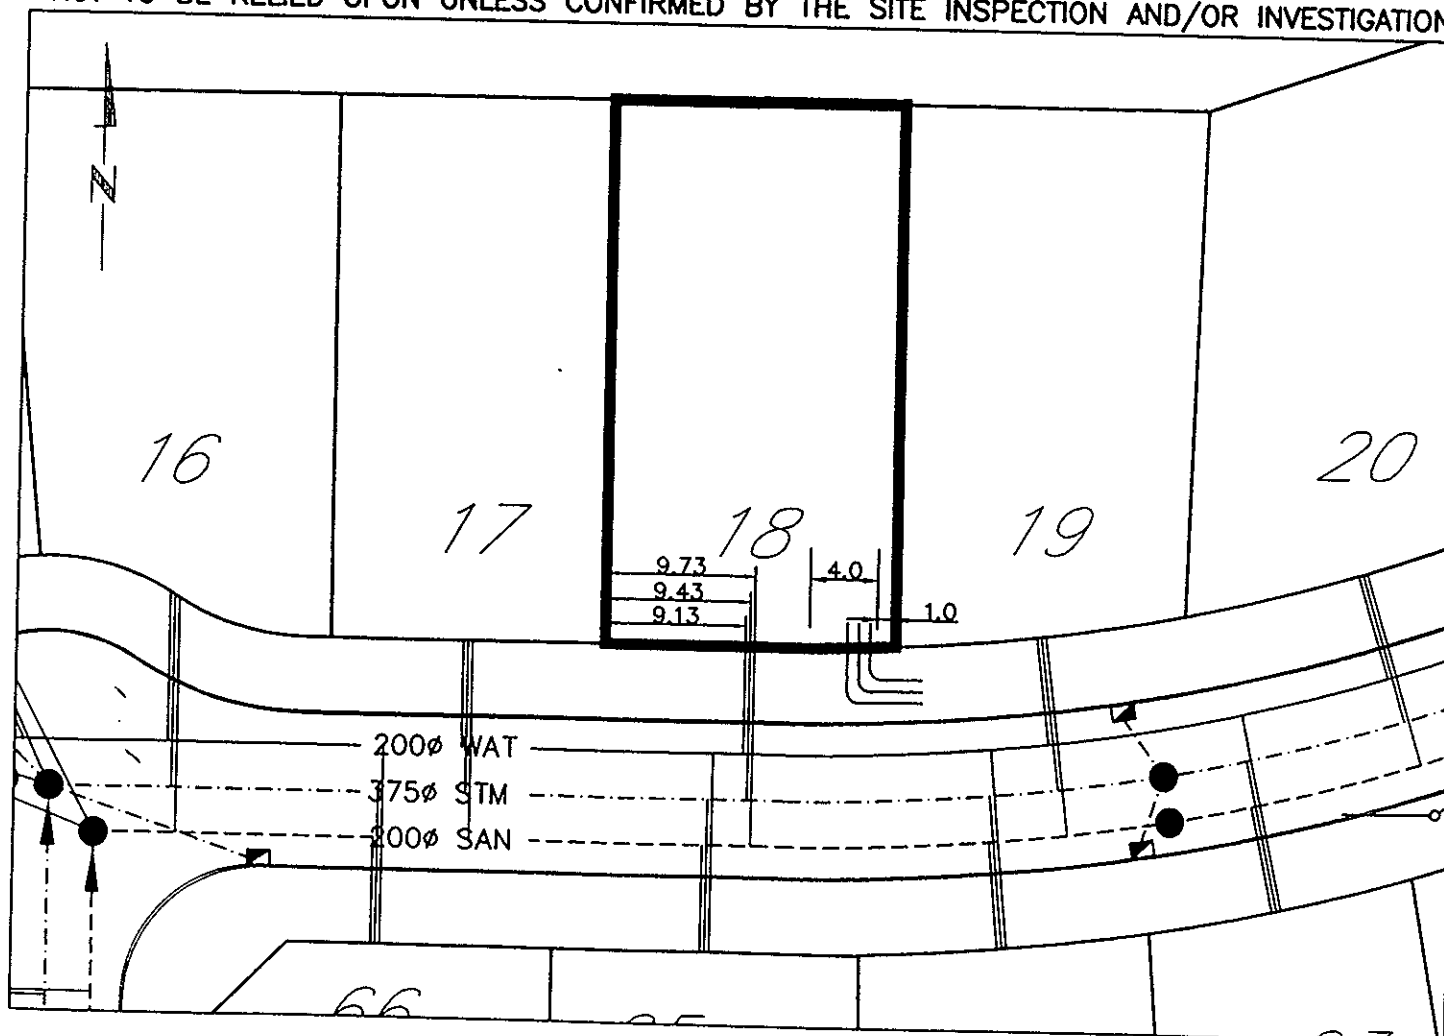 TO BE RELIED UPON UNLESS CONFIRMED BY THE SITE INSPECTION AND/OR INVESTIGATION
N
16
17
18
19
20
9.73
4.0
9.43
9.13
1.0
200ø WAT
375ø STM
200ø SAN
66